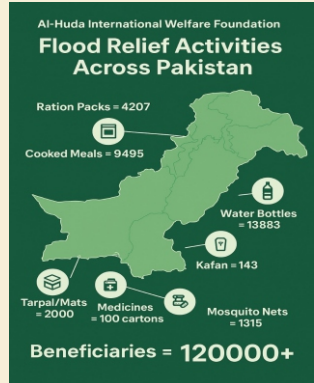 Al-Huda International Welfare Foundation
Flood Relief Activities
Across Pakistan
Ration Packs = 4207
Cooked Meals = 9495
Water Bottles
= 13883
Kafan = 143
Tarpal/Mats
= 2000
Medicines
= 100 cartons
Mosquito Nets
= 1315
Beneficiaries = 120000+